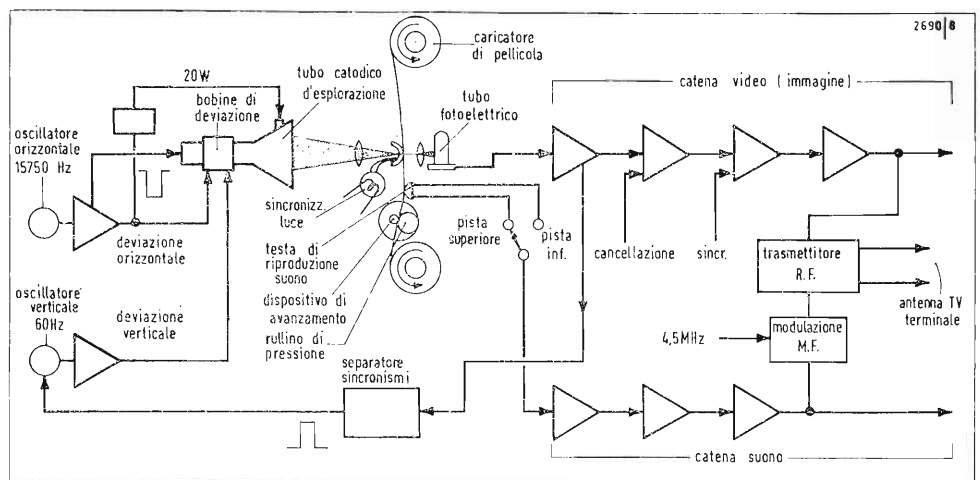 2690/B
caricatore
di pellicola
20W
tubo catodico
d'esplorazione
bobine di
deviazione
tubo
fotoelettrico
catena video (immagine)
oscillatore
orizzontale
15750 Hz
sincronizz.
luce
deviazione
orizzontale
testa di
riproduzione
suono
pista
superiore
pista
inf.
cancellazione
sincr.
trasmettitore
R.F.
antenna TV
terminale
oscillatore
verticale
60Hz
deviazione
verticale
dispositivo di
avanzamento
rullino di
pressione
4,5MHz
modulazione
M.F.
separatore
sincronismi
catena suono